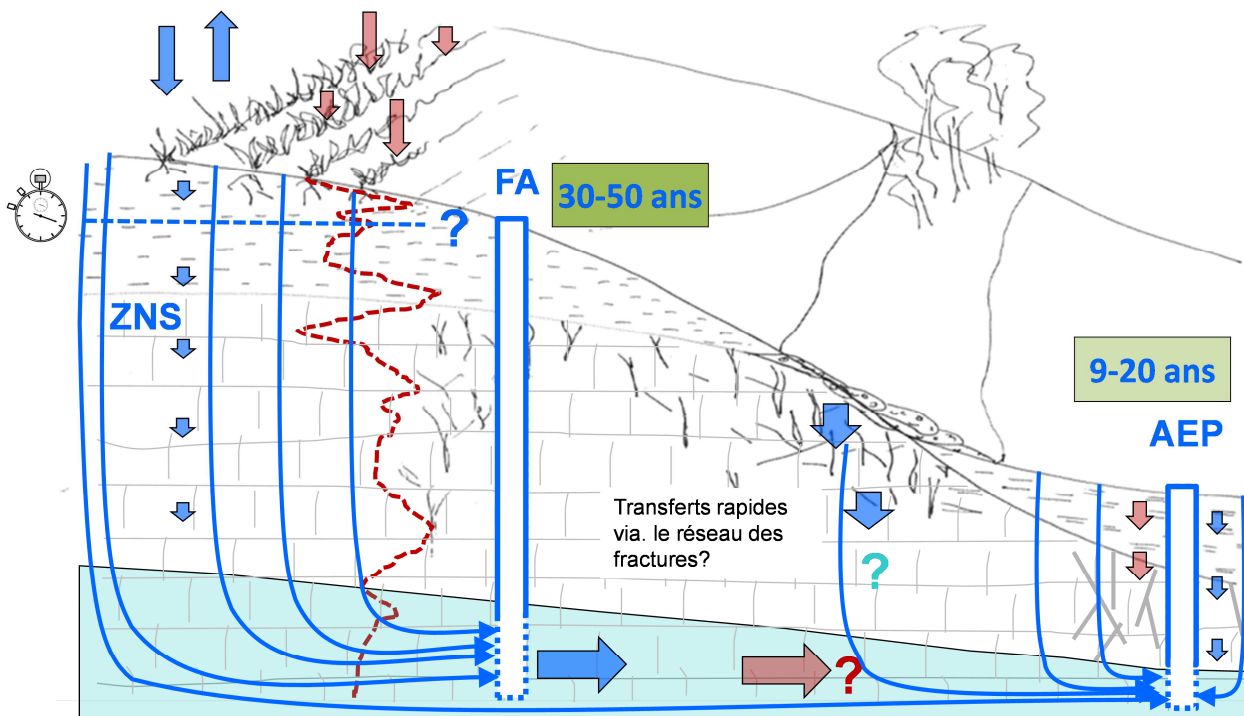 FA
30-50 ans
?
ZNS
9-20 ans
AEP
Transferts rapides
via. le réseau des
fractures?
?
?